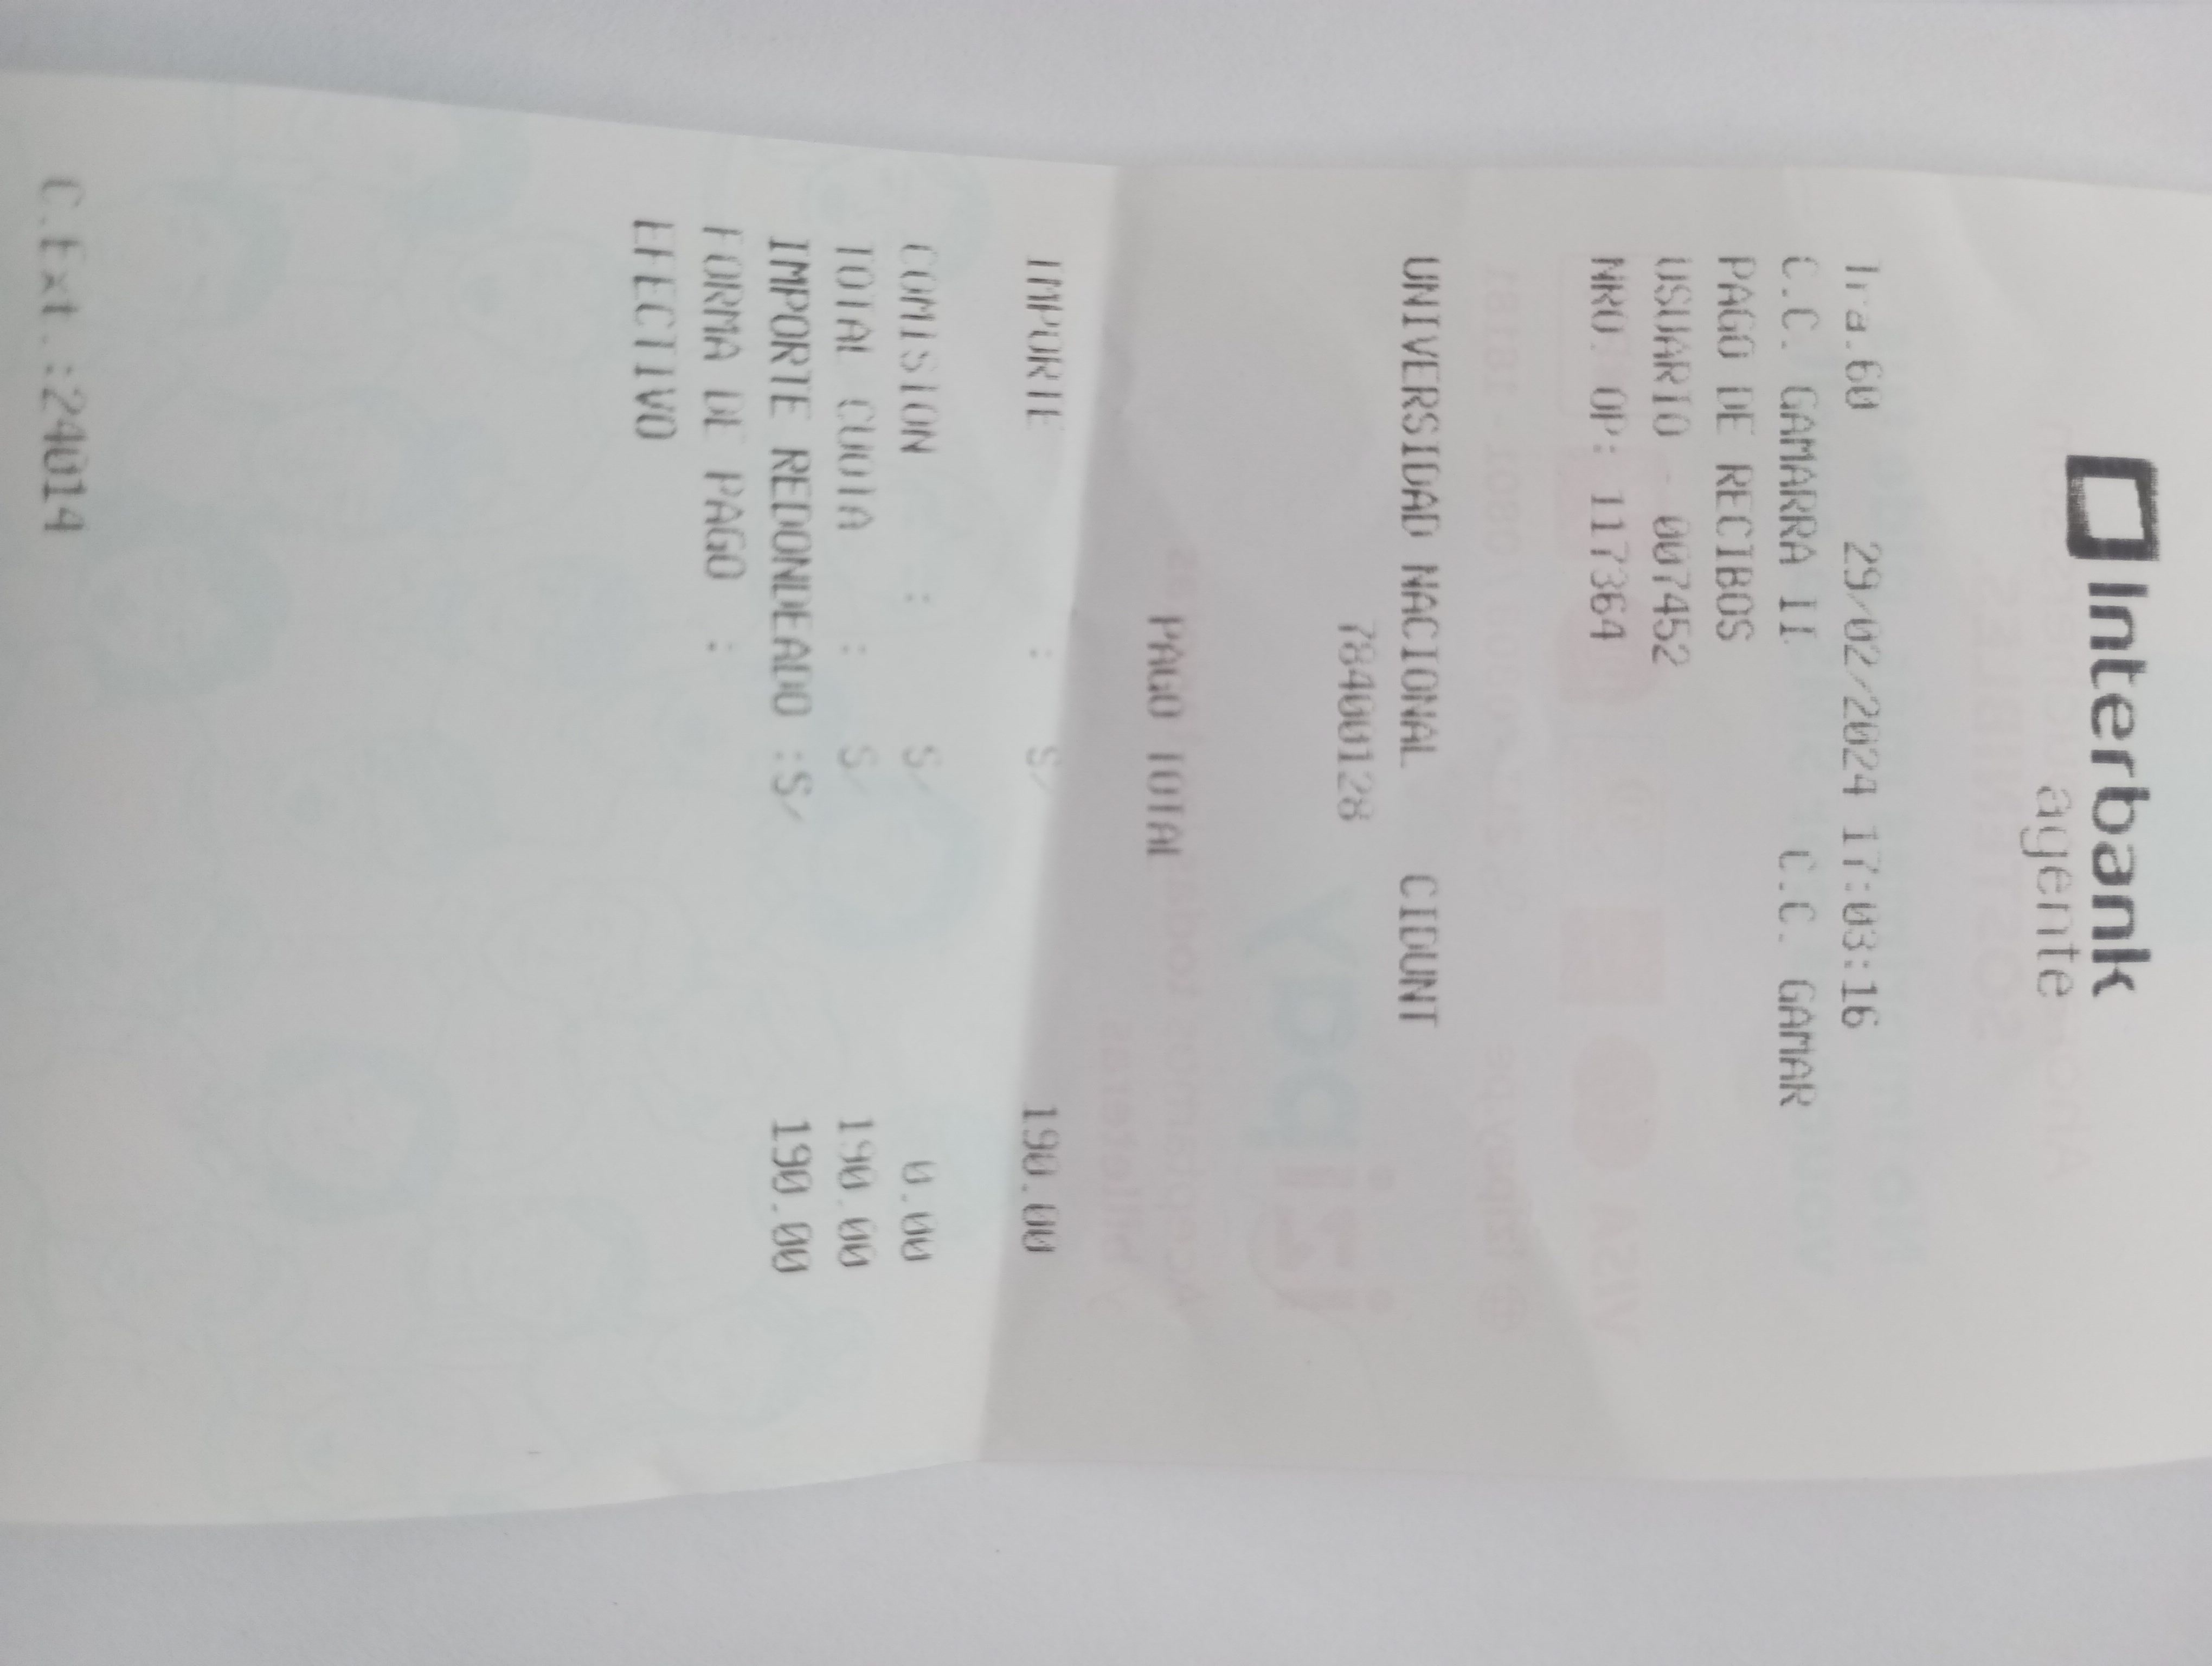 Interbank
agente
Tra.60 29/02/2024 17:03:16
C.C. GAMARRA II C.C. GAMAR
PAGO DE RECIBOS
USUARIO - 007452
NRO. OP: 117364
UNIVERSIDAD NACIONAL CIDUNT
78400128
PAGO TOTAL
IMPORTE : S/ 190.00
COMISION : S/ 0.00
TOTAL CUOTA : S/ 190.00
IMPORTE REDONDEADO :S/ 190.00
FORMA DE PAGO :
EFECTIVO
C.Ext.:24014